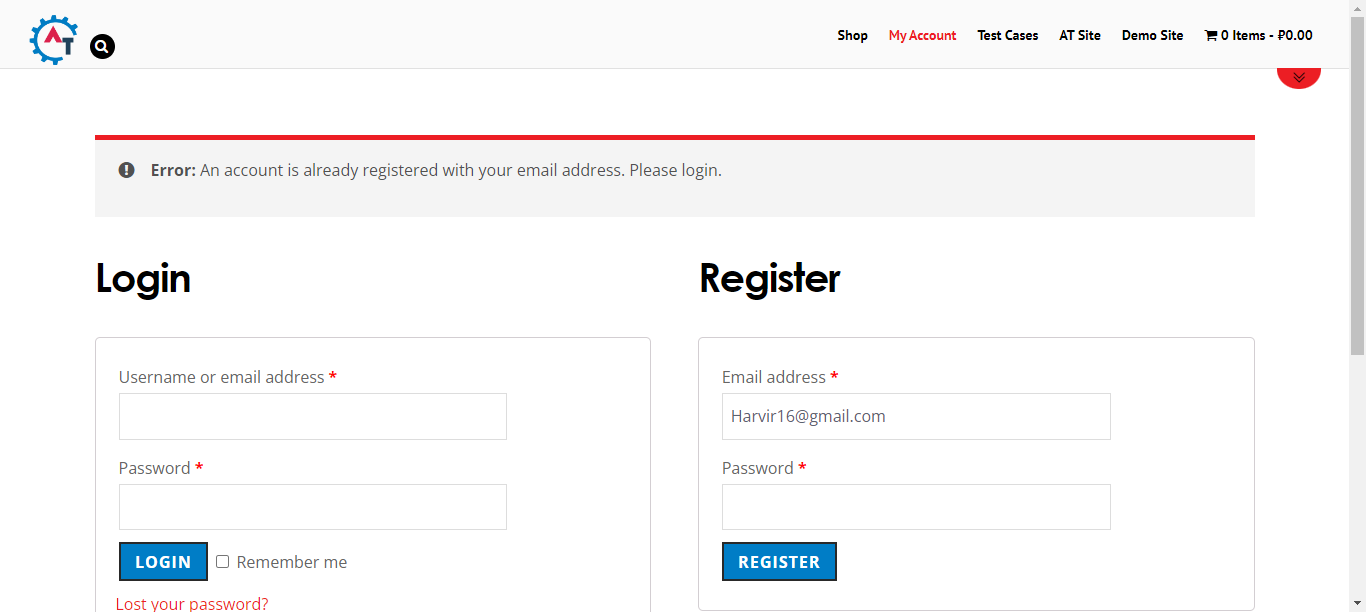 AT
Shop My Account Test Cases AT Site Demo Site 0 Items - ₽0.00
Error: An account is already registered with your email address. Please login.
Login
Register
Username or email address *
Email address *
Harvir16@gmail.com
Password *
Password *
LOGIN Remember me
REGISTER
Lost your password?